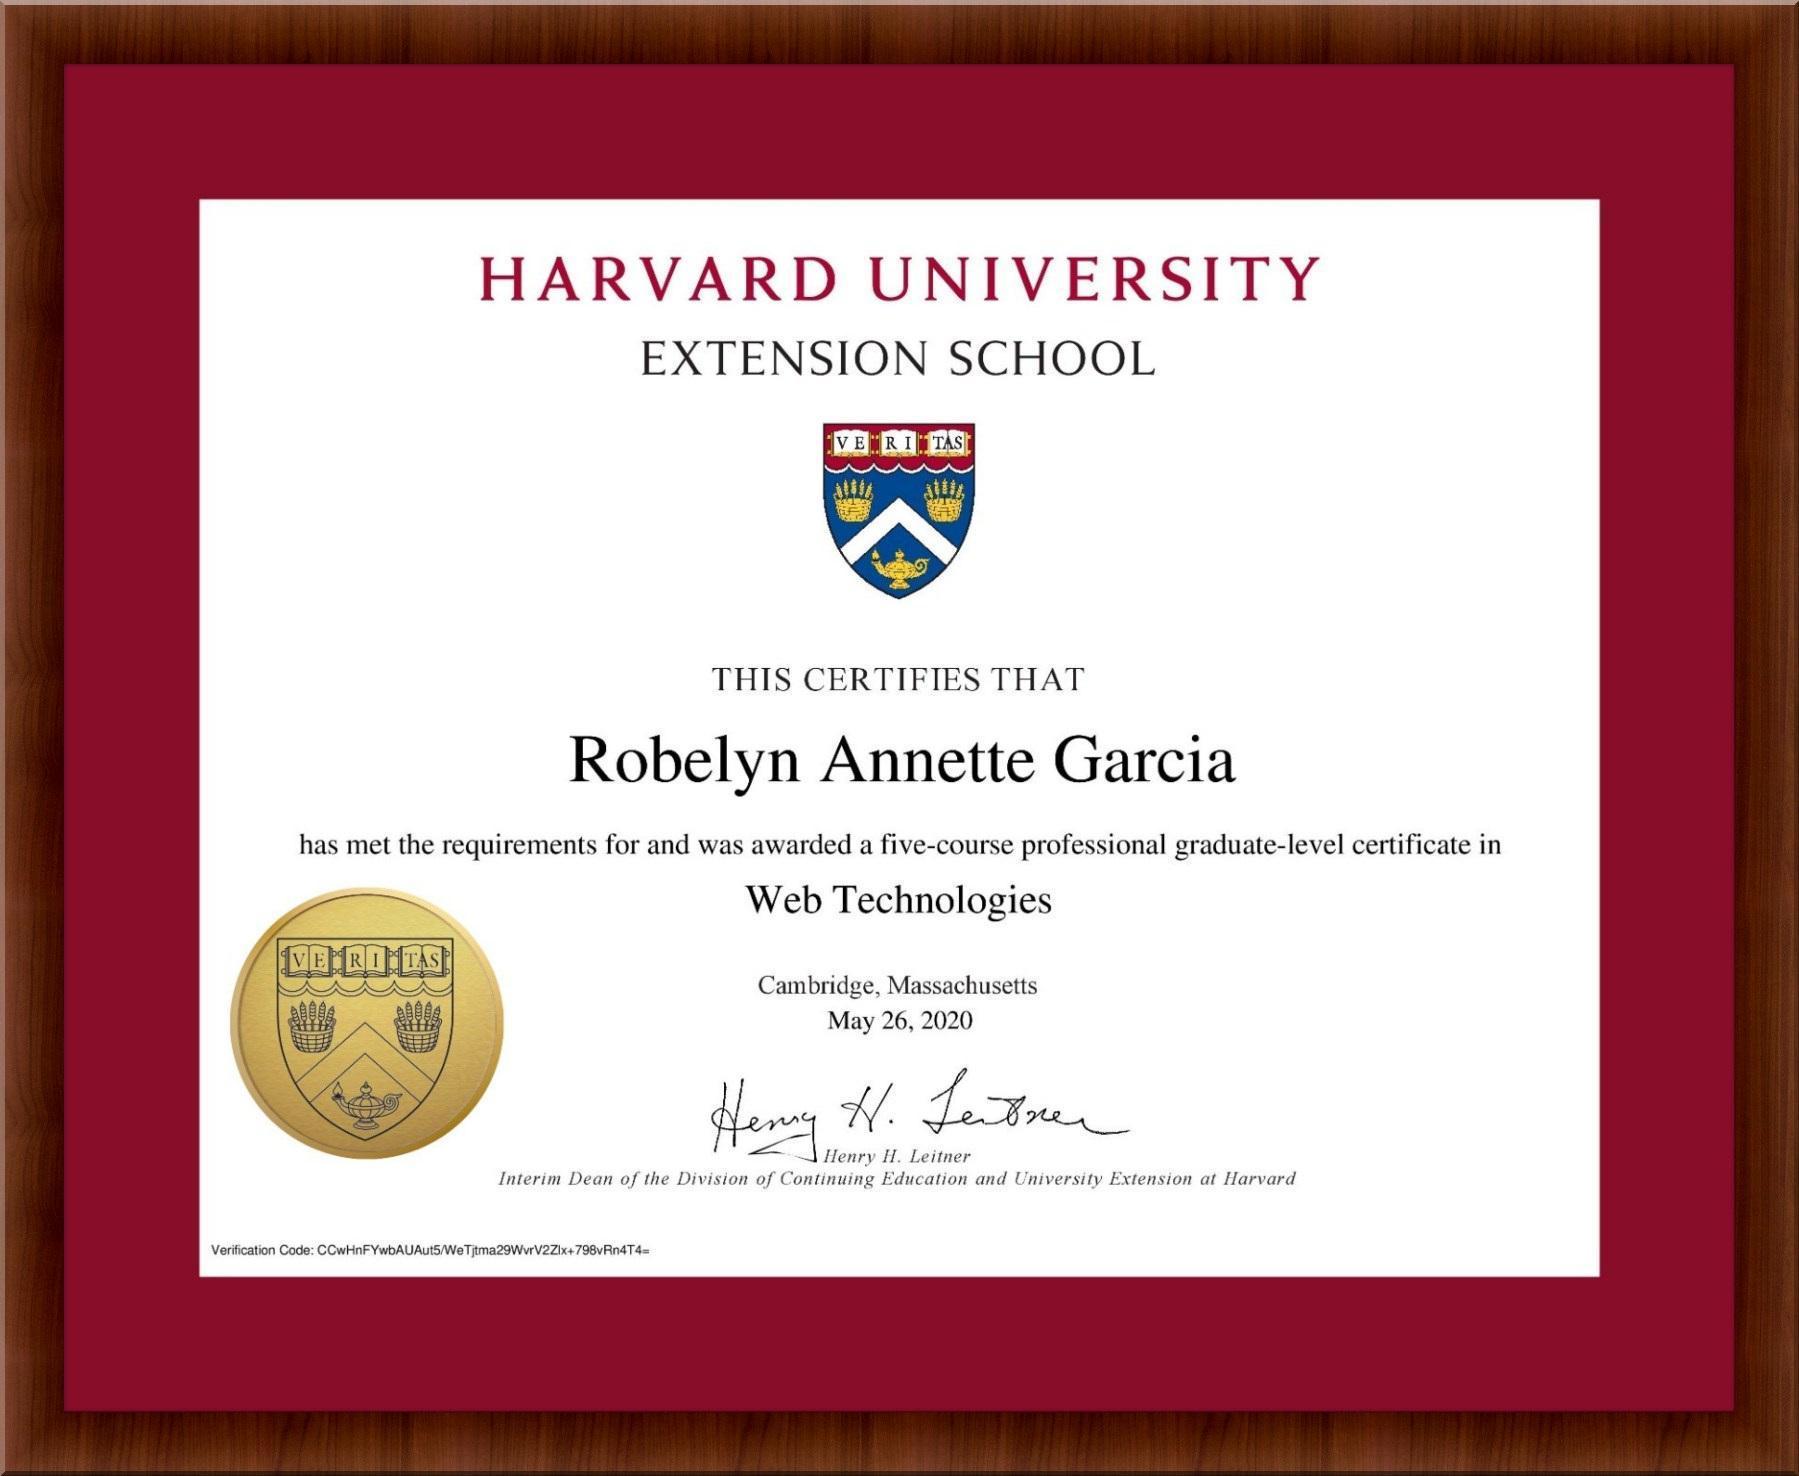 HARVARD UNIVERSITY
EXTENSION SCHOOL
VE RI TAS
THIS CERTIFIES THAT
Robelyn Annette Garcia
has met the requirements for and was awarded a five-course professional graduate-level certificate in
Web Technologies
VE RI TAS
Cambridge, Massachusetts
May 26, 2020
Henry H. Leitner
Henry H. Leitner
Interim Dean of the Division of Continuing Education and University Extension at Harvard
Verification Code: CCwHnFYwbAUAut5/WeTjtma29WvrV2Zlx+798vRn4T4=